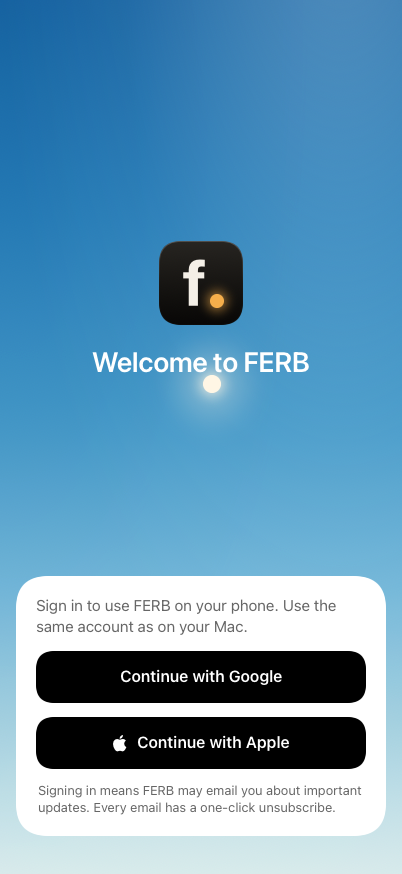 f.
Welcome to FERB
Sign in to use FERB on your phone. Use the
same account as on your Mac.
Continue with Google
Continue with Apple
Signing in means FERB may email you about important
updates. Every email has a one-click unsubscribe.